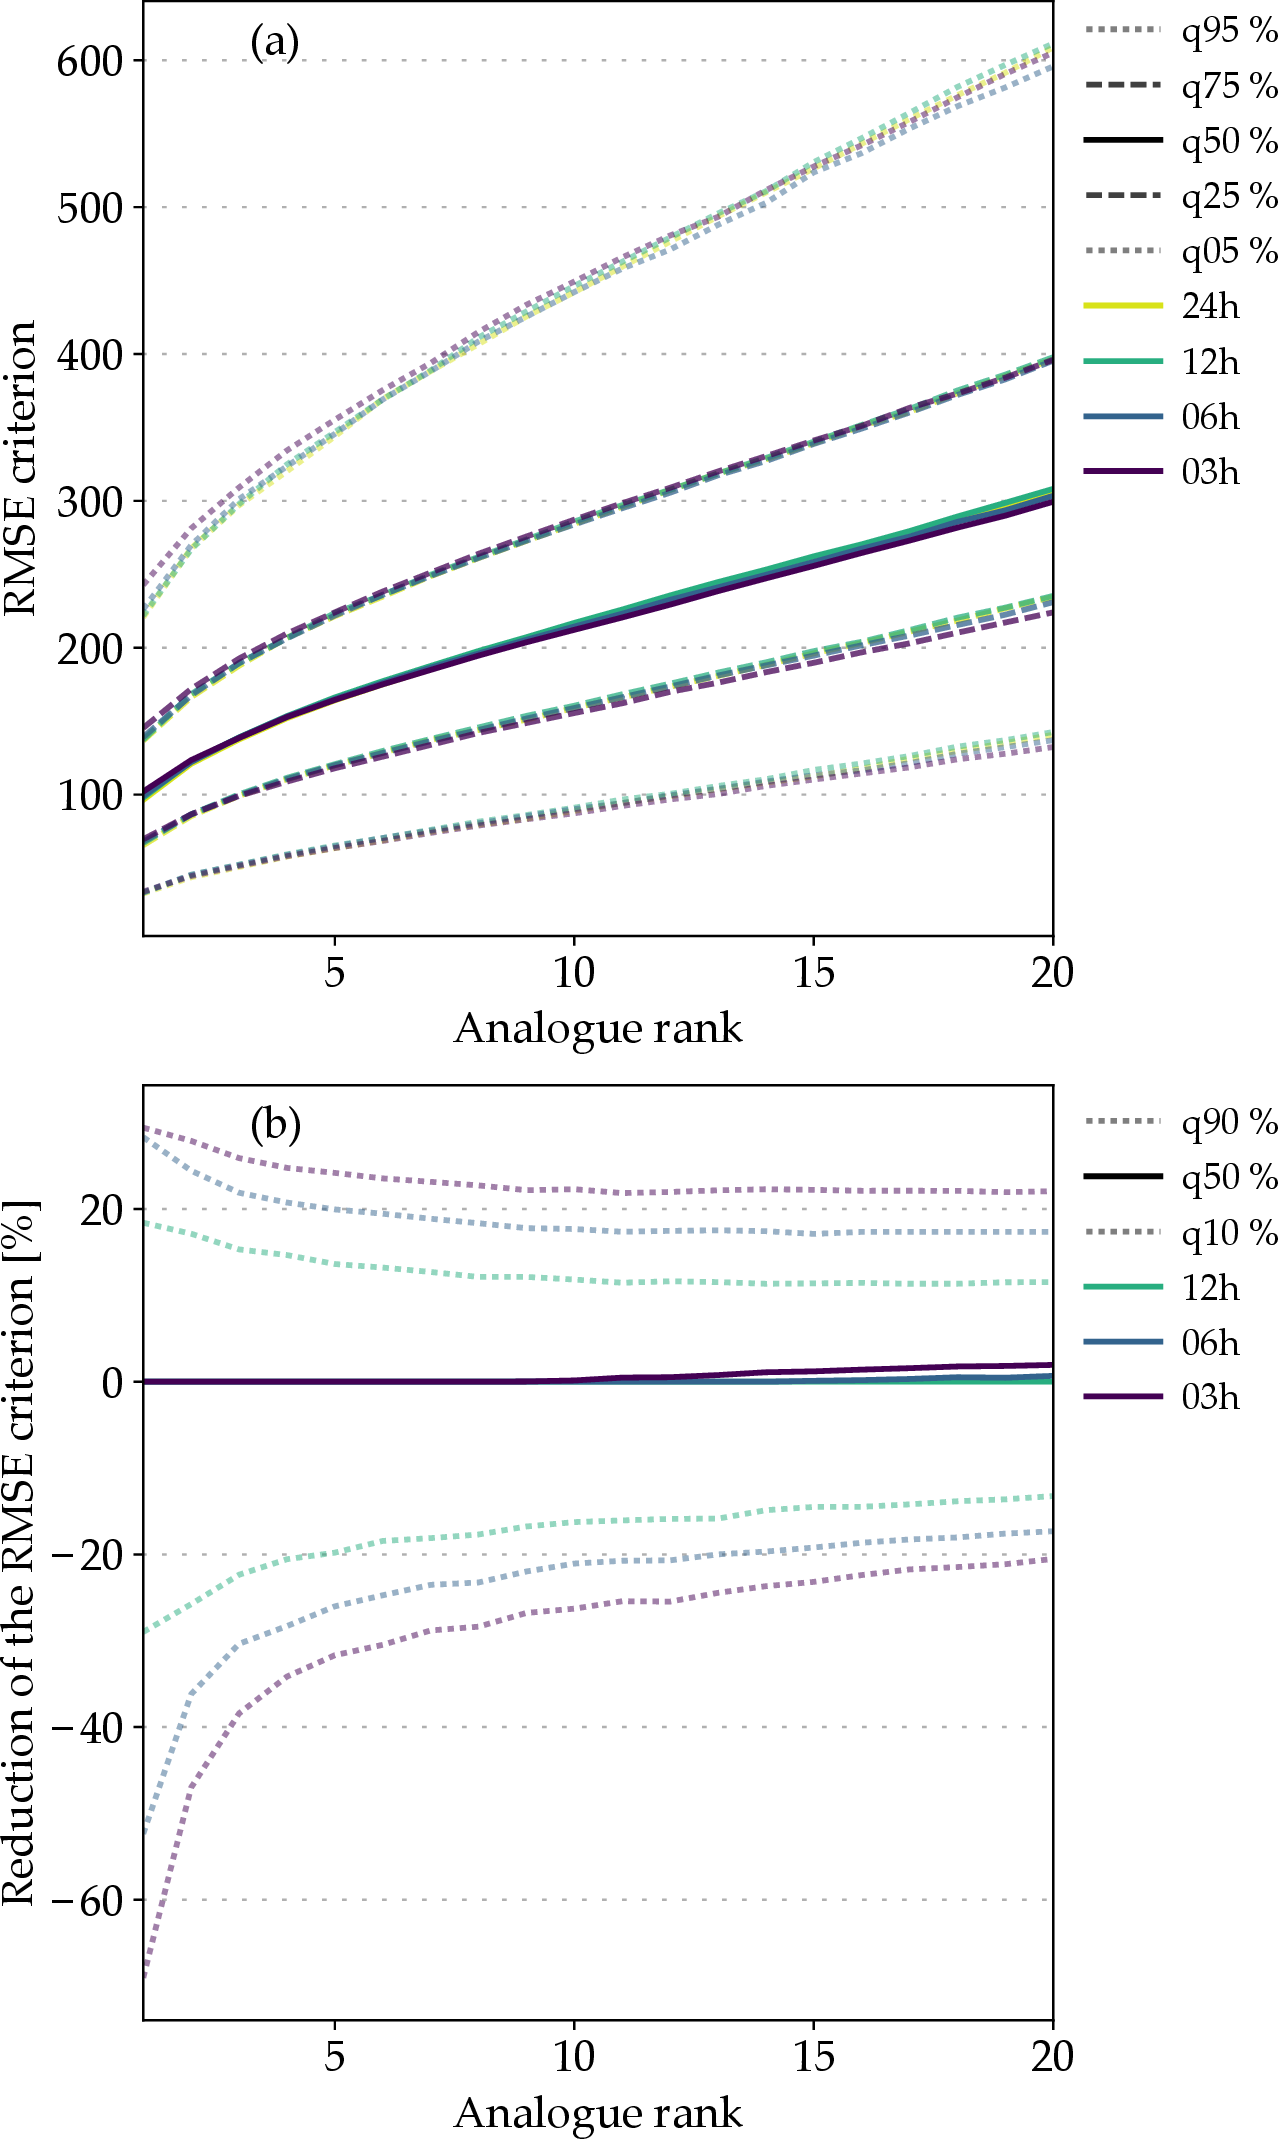 (a)
600
500
400
300
200
100
RMSE criterion
5 10 15 20
Analogue rank
q95 %
q75 %
q50 %
q25 %
q05 %
24h
12h
06h
03h
(b)
20
0
−20
−40
−60
Reduction of the RMSE criterion [%]
5 10 15 20
Analogue rank
q90 %
q50 %
q10 %
12h
06h
03h